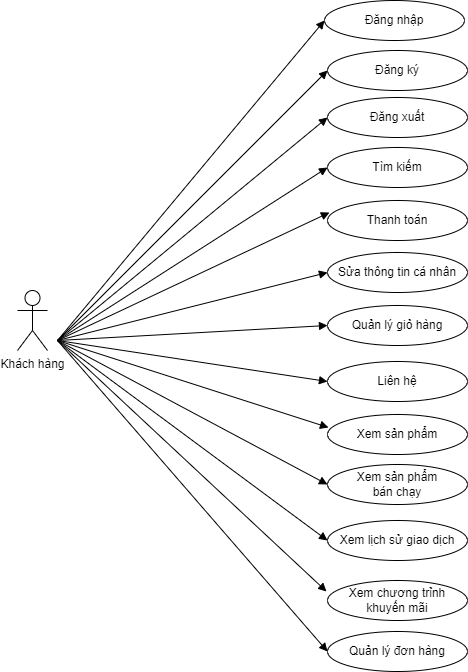 Đăng nhập
Đăng ký
Đăng xuất
Tìm kiếm
Thanh toán
Sửa thông tin cá nhân
Quản lý giỏ hàng
Khách hàng
Liên hệ
Xem sản phẩm
Xem sản phẩm
bán chạy
Xem lịch sử giao dịch
Xem chương trình
khuyến mãi
Quản lý đơn hàng